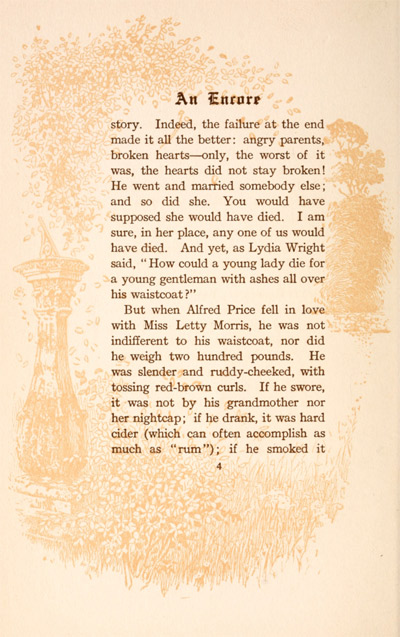 An Encore
story. Indeed, the failure at the end
made it all the better: angry parents,
broken hearts—only, the worst of it
was, the hearts did not stay broken!
He went and married somebody else;
and so did she. You would have
supposed she would have died. I am
sure, in her place, any one of us would
have died. And yet, as Lydia Wright
said, "How could a young lady die for
a young gentleman with ashes all over
his waistcoat?"
But when Alfred Price fell in love
with Miss Letty Morris, he was not
indifferent to his waistcoat, nor did
he weigh two hundred pounds. He
was slender and ruddy-cheeked, with
tossing red-brown curls. If he swore,
it was not by his grandmother nor
her nightcap; if he drank, it was hard
cider (which can often accomplish as
much as "rum"); if he smoked it
4